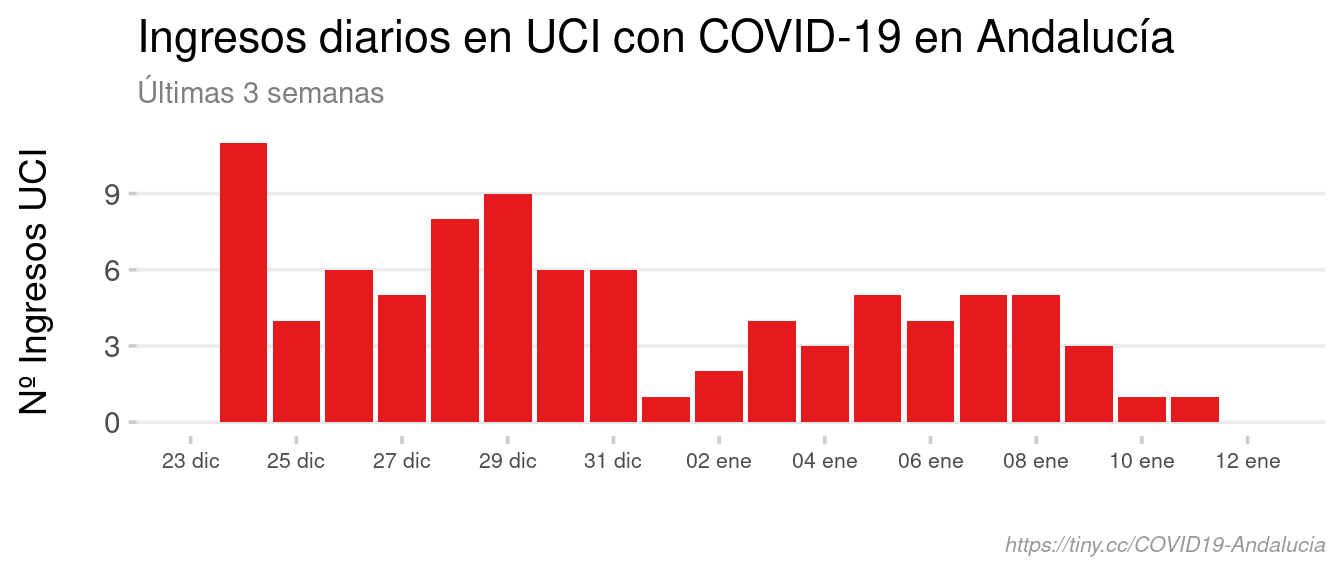 Ingresos diarios en UCI con COVID-19 en Andalucía
Últimas 3 semanas
Nº Ingresos UCI
9
6
3
0
23 dic 25 dic 27 dic 29 dic 31 dic 02 ene 04 ene 06 ene 08 ene 10 ene 12 ene
https://tiny.cc/COVID19-Andalucia